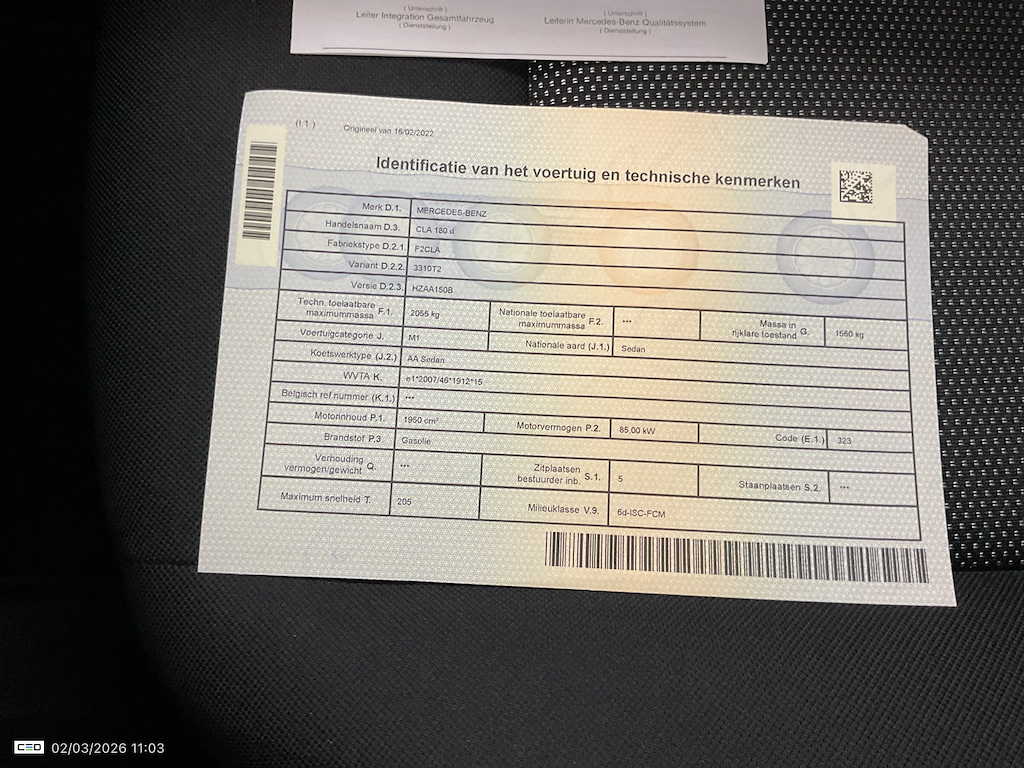 ( Unterschrift )
Leiter Integration Gesamtfahrzeug
( Dienststellung )
( Unterschrift )
Leiterin Mercedes-Benz Qualitätssystem
( Dienststellung )
(I.1.) Origineel van 16/02/2022
Identificatie van het voertuig en technische kenmerken
Merk D.1. MERCEDES-BENZ
Handelsnaam D.3. CLA 180 d
Fabriekstype D.2.1. F2CLA
Variant D.2.2. 3310T2
Versie D.2.3. HZAA150B
Techn. toelaatbare maximummassa F.1. 2055 kg Nationale toelaatbare maximummassa F.2. --- Massa in rijklare toestand G. 1560 kg
Voertuigcategorie J. M1 Nationale aard (J.1.) Sedan
Koetswerktype (J.2.) AA Sedan
WVTA K. e1*2007/46*1912*15
Belgisch ref.nummer (K.1.) ---
Motorinhoud P.1. 1950 cm³ Motorvermogen P.2. 85,00 kW Code (E.1.) 323
Brandstof P.3. Gasolie
Verhouding vermogen/gewicht Q. --- Zitplaatsen bestuurder inb. S.1. 5 Staanplaatsen S.2. ---
Maximum snelheid T. 205 Milieuklasse V.9. 6d-ISC-FCM
CEO 02/03/2026 11:03